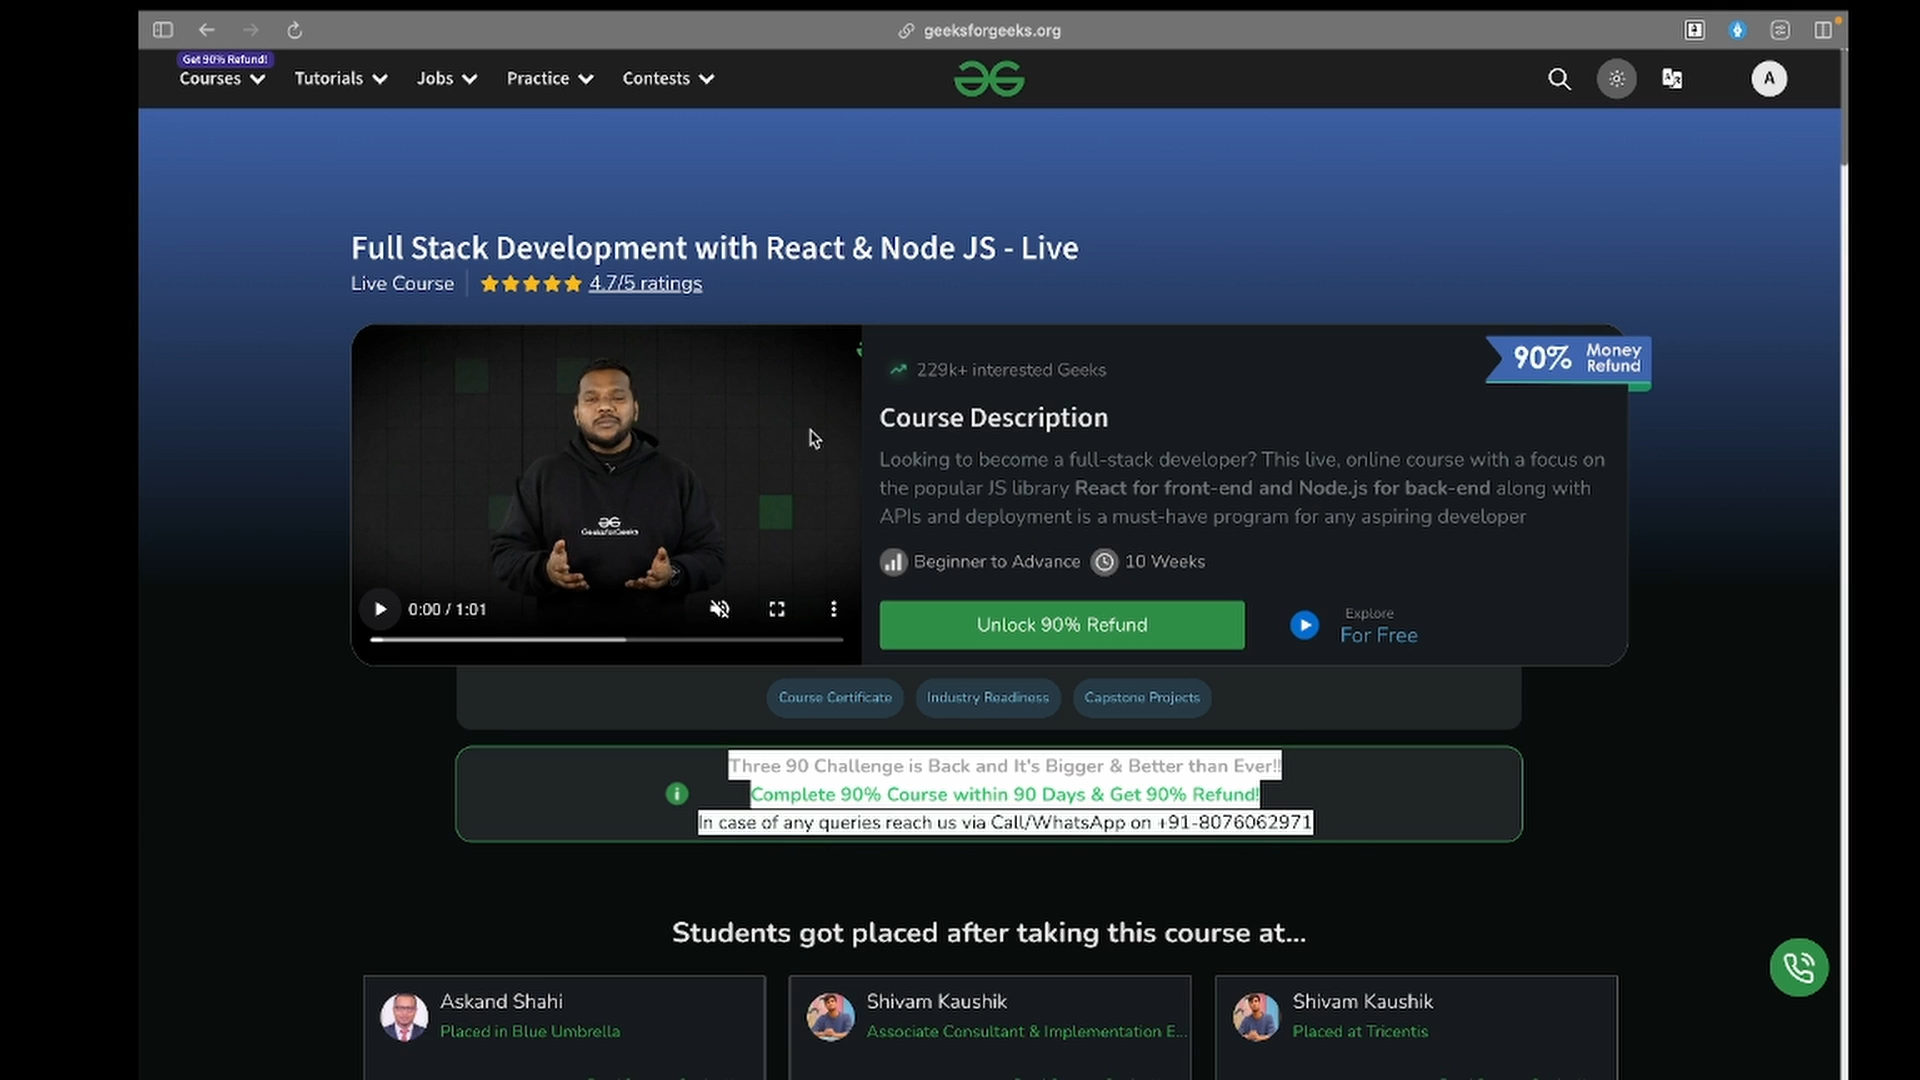 geeksforgeeks.org
Get 90% Refund!
Courses Tutorials Jobs Practice Contests
A
Full Stack Development with React & Node JS - Live
Live Course 4.7/5 ratings
90% Money Refund
229k+ interested Geeks
Course Description
Looking to become a full-stack developer? This live, online course with a focus on
the popular JS library React for front-end and Node.js for back-end along with
APIs and deployment is a must-have program for any aspiring developer
GeeksforGeeks
Beginner to Advance 10 Weeks
0:00 / 1:01
Unlock 90% Refund
Explore
For Free
Course Certificate Industry Readiness Capstone Projects
Three 90 Challenge is Back and It's Bigger & Better than Ever!!
Complete 90% Course within 90 Days & Get 90% Refund!
In case of any queries reach us via Call/WhatsApp on +91-8076062971
Students got placed after taking this course at...
Askand Shahi
Placed in Blue Umbrella
Shivam Kaushik
Associate Consultant & Implementation E...
Shivam Kaushik
Placed at Tricentis